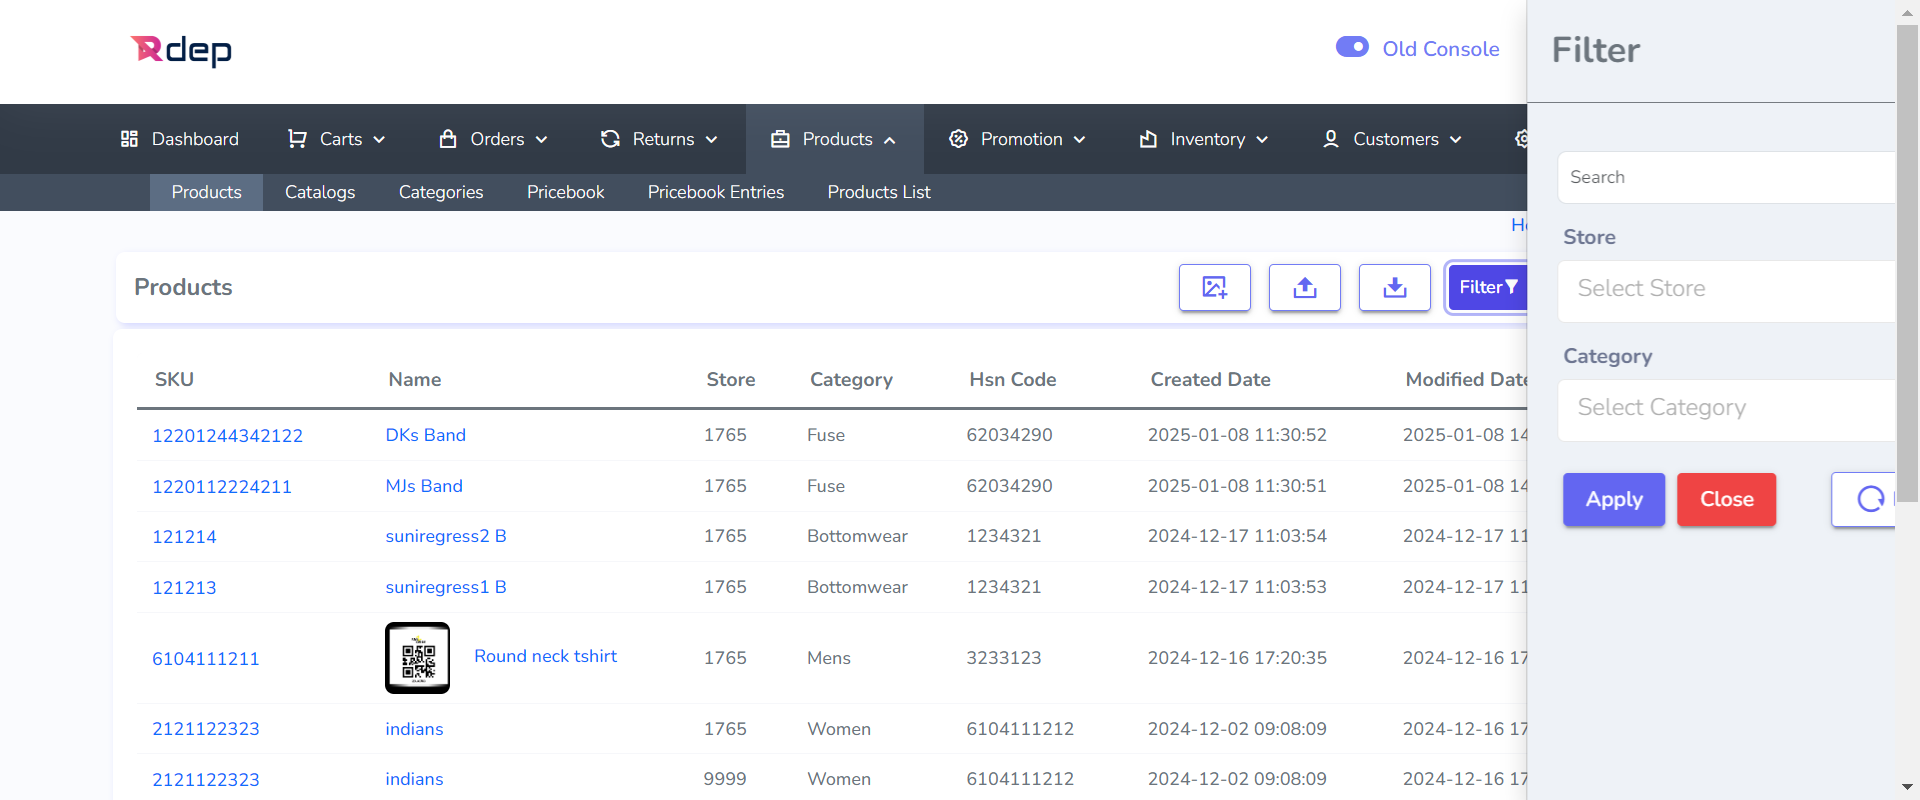 Rdep
Old Console
Dashboard Carts Orders Returns Products Promotion Inventory Customers
Products Catalogs Categories Pricebook Pricebook Entries Products List
Products
Filter
SKU Name Store Category Hsn Code Created Date Modified Date
12201244342122 DKs Band 1765 Fuse 62034290 2025-01-08 11:30:52 2025-01-08 14
1220112224211 MJs Band 1765 Fuse 62034290 2025-01-08 11:30:51 2025-01-08 14
121214 suniregress2 B 1765 Bottomwear 1234321 2024-12-17 11:03:54 2024-12-17 11
121213 suniregress1 B 1765 Bottomwear 1234321 2024-12-17 11:03:53 2024-12-17 11
6104111211 Round neck tshirt 1765 Mens 3233123 2024-12-16 17:20:35 2024-12-16 17
2121122323 indians 1765 Women 6104111212 2024-12-02 09:08:09 2024-12-16 17
2121122323 indians 9999 Women 6104111212 2024-12-02 09:08:09 2024-12-16 17
Filter
Search
Store
Select Store
Category
Select Category
Apply Close